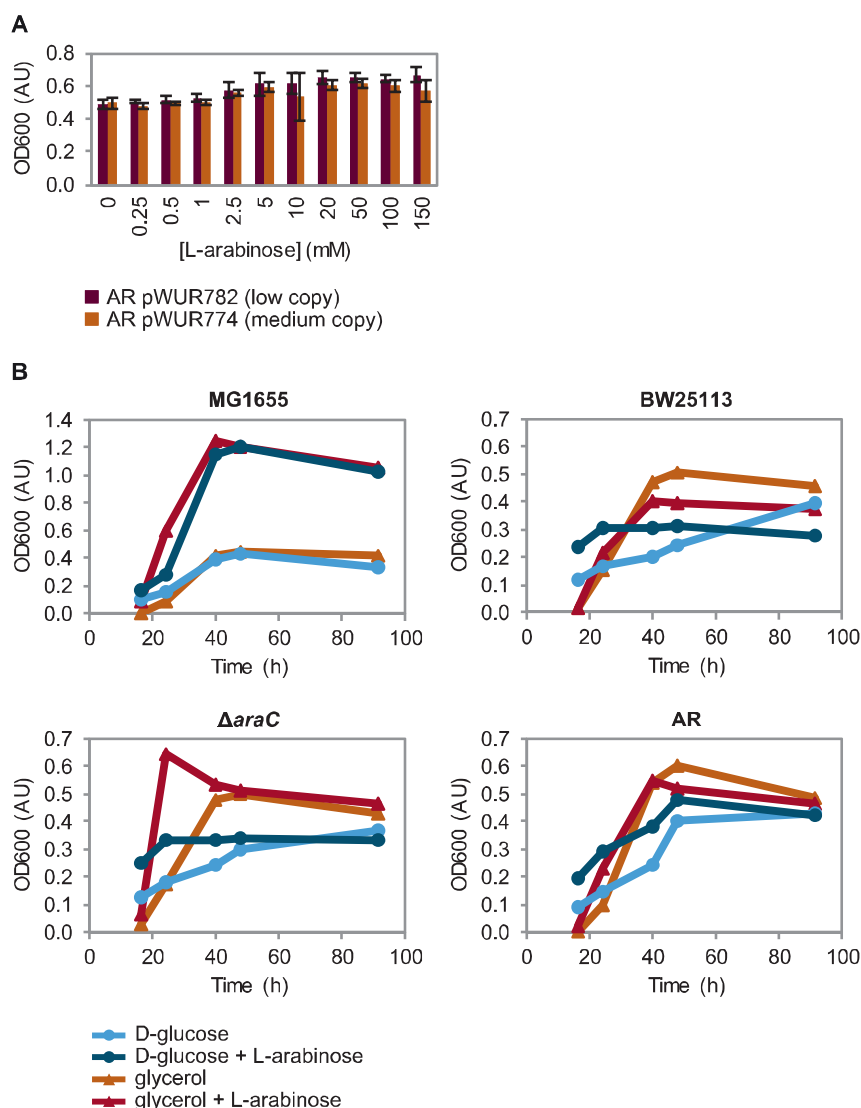 A
OD600 (AU)
0.8
0.6
0.4
0.2
0.0
0 0.25 0.5 1 2.5 5 10 20 50 100 150
[L-arabinose] (mM)
AR pWUR782 (low copy)
AR pWUR774 (medium copy)
B
MG1655
OD600 (AU)
1.4
1.2
1.0
0.8
0.6
0.4
0.2
0.0
0 20 40 60 80 100
Time (h)
BW25113
OD600 (AU)
0.7
0.6
0.5
0.4
0.3
0.2
0.1
0.0
0 20 40 60 80 100
Time (h)
ΔaraC
OD600 (AU)
0.7
0.6
0.5
0.4
0.3
0.2
0.1
0.0
0 20 40 60 80 100
Time (h)
AR
OD600 (AU)
0.7
0.6
0.5
0.4
0.3
0.2
0.1
0.0
0 20 40 60 80 100
Time (h)
D-glucose
D-glucose + L-arabinose
glycerol
glycerol + L-arabinose